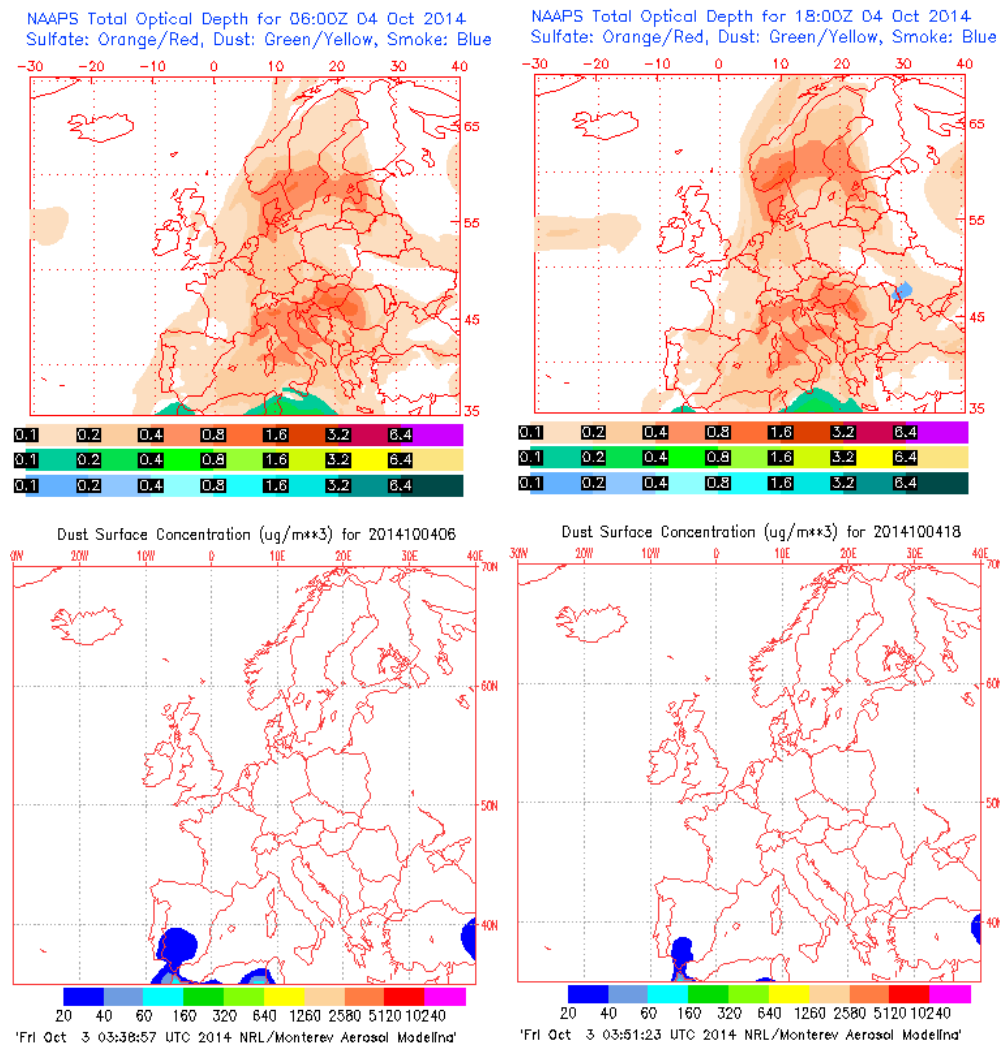 NAAPS Total Optical Depth for 06:00Z 04 Oct 2014
Sulfate: Orange/Red, Dust: Green/Yellow, Smoke: Blue
-30 -20 -10 0 10 20 30 40
65
55
45
35
0.1 0.2 0.4 0.8 1.6 3.2 6.4
0.1 0.2 0.4 0.8 1.6 3.2 6.4
0.1 0.2 0.4 0.8 1.6 3.2 6.4
NAAPS Total Optical Depth for 18:00Z 04 Oct 2014
Sulfate: Orange/Red, Dust: Green/Yellow, Smoke: Blue
-30 -20 -10 0 10 20 30 40
65
55
45
35
0.1 0.2 0.4 0.8 1.6 3.2 6.4
0.1 0.2 0.4 0.8 1.6 3.2 6.4
0.1 0.2 0.4 0.8 1.6 3.2 6.4
Dust Surface Concentration (ug/m**3) for 2014100406
0W 20W 10W 0 10E 20E 30E 40E
70N
60N
50N
40N
20 40 60 160 320 640 1260 2580 5120 10240
'Fri Oct 3 03:38:57 UTC 2014 NRL/Monterey Aerosol Modeling'
Dust Surface Concentration (ug/m**3) for 2014100418
30W 20W 10W 0 10E 20E 30E 40E
70N
60N
50N
40N
20 40 60 160 320 640 1260 2580 5120 10240
'Fri Oct 3 03:51:23 UTC 2014 NRL/Monterey Aerosol Modeling'